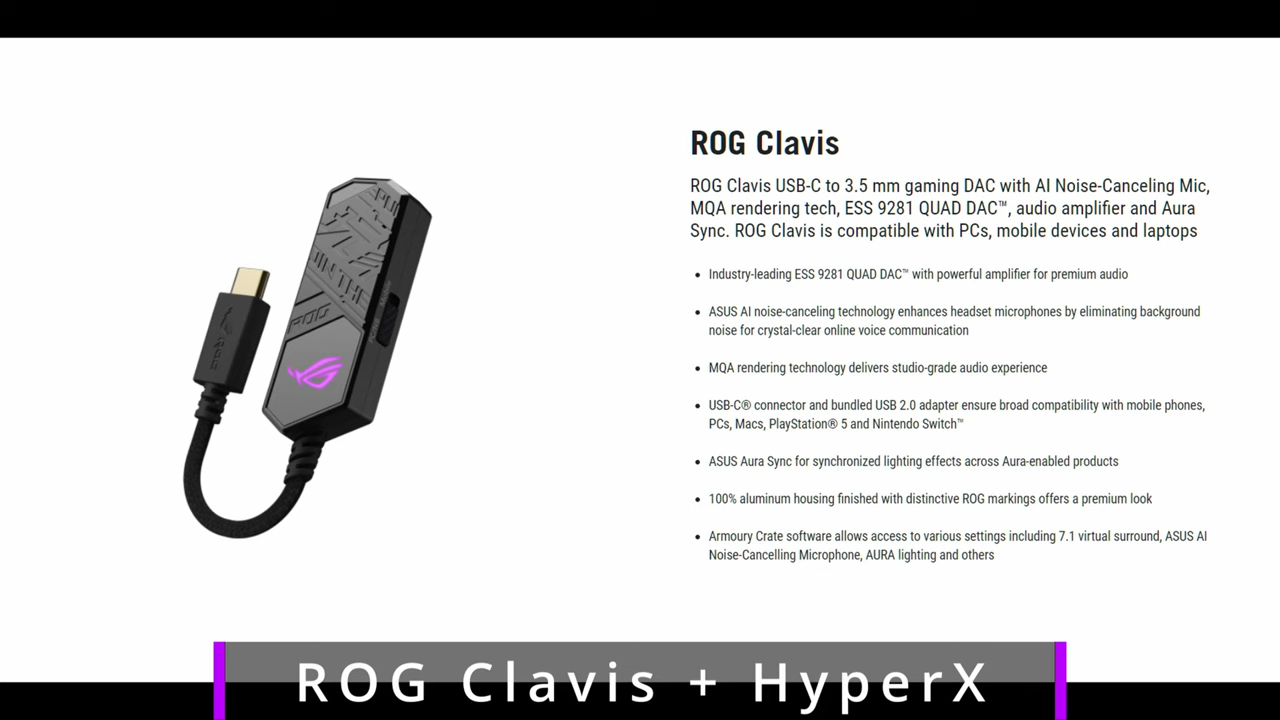 ROG Clavis
ROG Clavis USB-C to 3.5 mm gaming DAC with AI Noise-Canceling Mic,
MQA rendering tech, ESS 9281 QUAD DAC™, audio amplifier and Aura
Sync. ROG Clavis is compatible with PCs, mobile devices and laptops
• Industry-leading ESS 9281 QUAD DAC™ with powerful amplifier for premium audio
• ASUS AI noise-canceling technology enhances headset microphones by eliminating background
noise for crystal-clear online voice communication
• MQA rendering technology delivers studio-grade audio experience
• USB-C® connector and bundled USB 2.0 adapter ensure broad compatibility with mobile phones,
PCs, Macs, PlayStation® 5 and Nintendo Switch™
• ASUS Aura Sync for synchronized lighting effects across Aura-enabled products
• 100% aluminum housing finished with distinctive ROG markings offers a premium look
• Armoury Crate software allows access to various settings including 7.1 virtual surround, ASUS AI
Noise-Cancelling Microphone, AURA lighting and others
ROG
ROG Clavis + HyperX